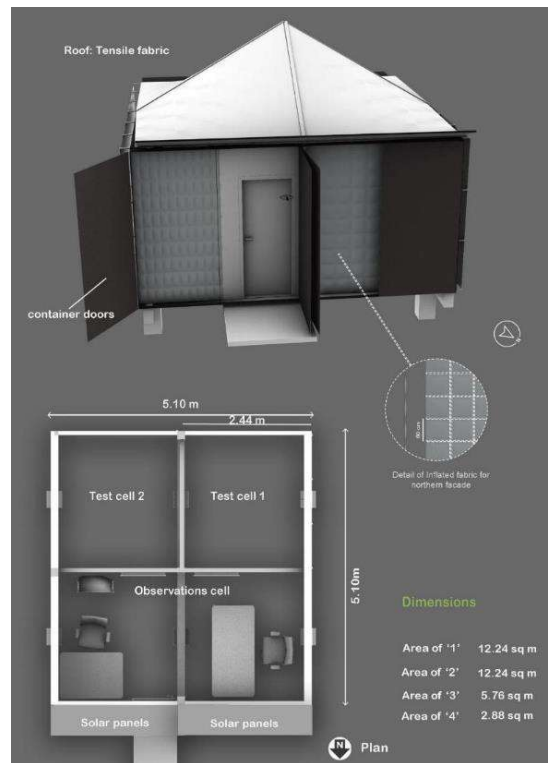 Roof: Tensile fabric
container doors
5.10 m
2.44 m
60 cm
Detail of inflated fabric for
northern facade
Test cell 2
Test cell 1
5.10m
Observations cell
Dimensions
Area of '1' 12.24 sq m
Area of '2' 12.24 sq m
Area of '3' 5.76 sq m
Area of '4' 2.88 sq m
Solar panels
Solar panels
N
Plan